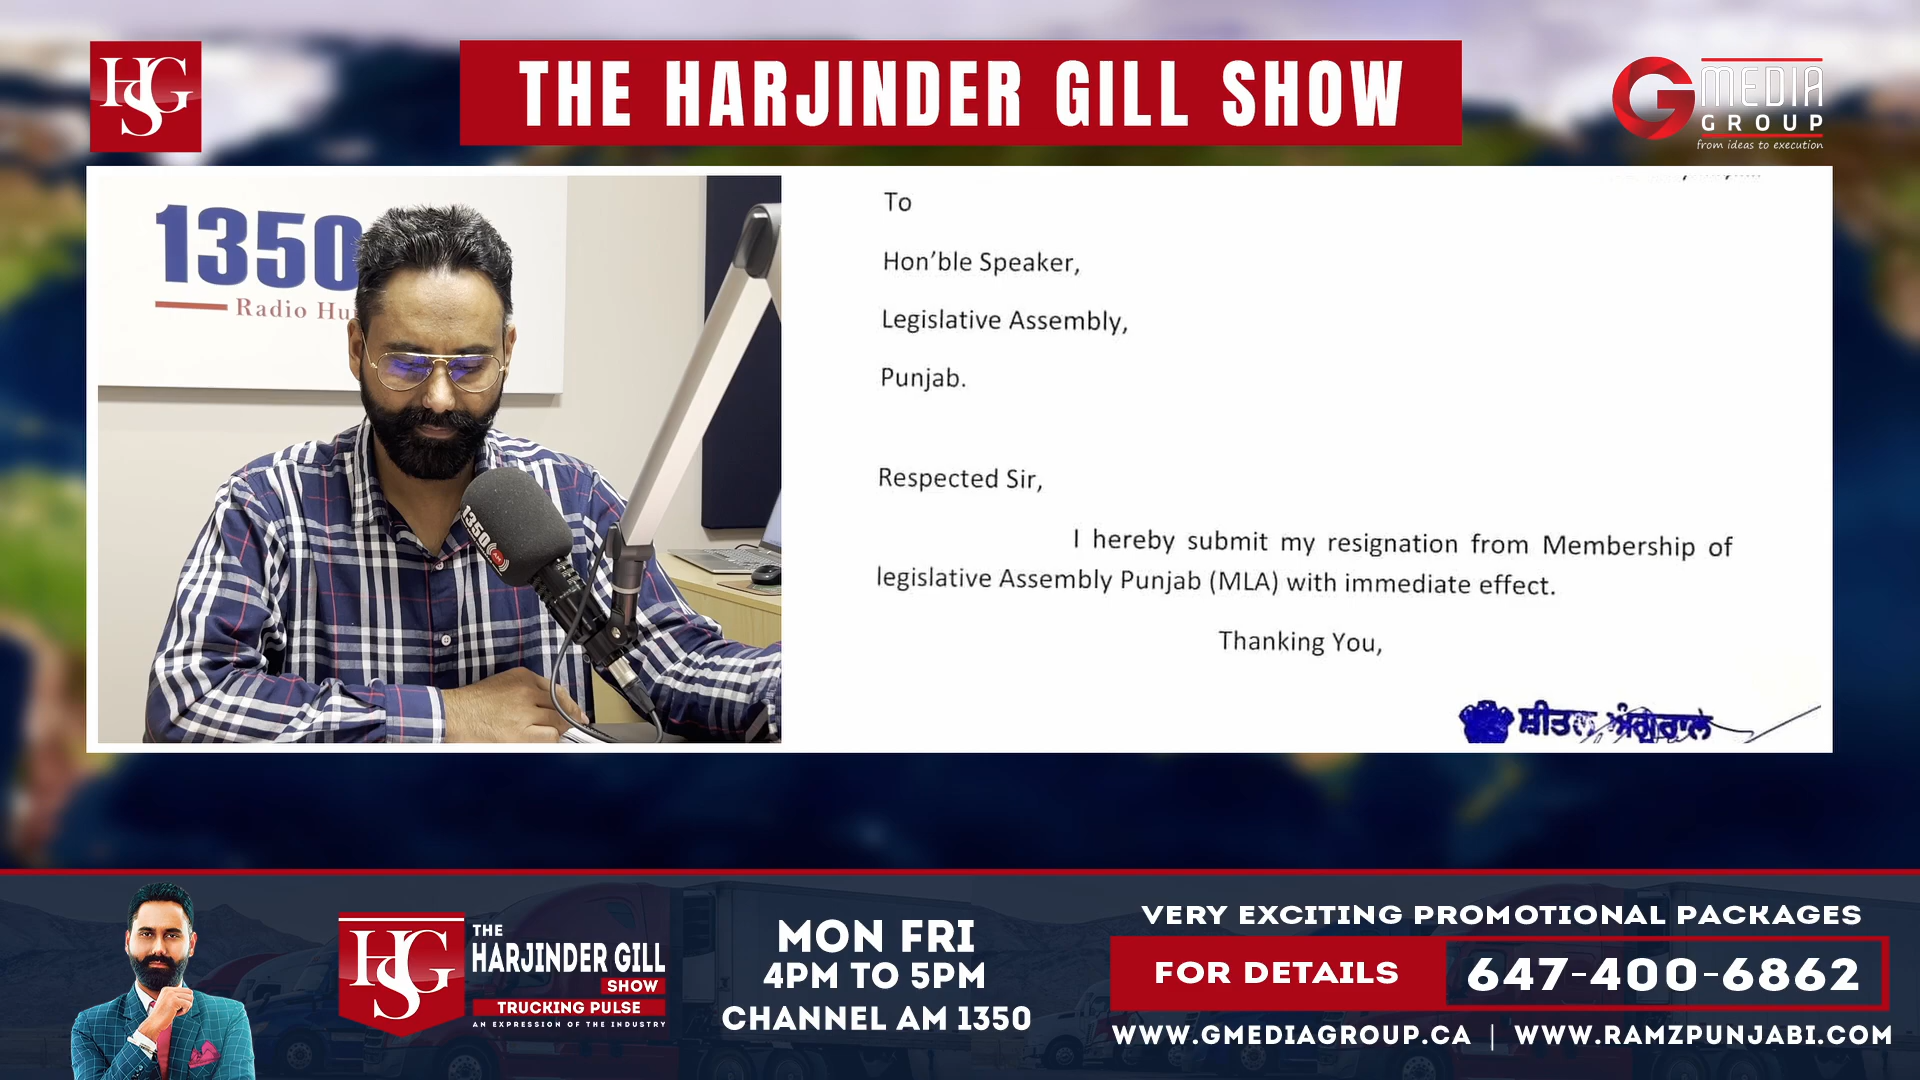 HSG
THE HARJINDER GILL SHOW
G MEDIA
GROUP
from ideas to execution
1350
Radio Hu
1350 AM
To
Hon'ble Speaker,
Legislative Assembly,
Punjab.
Respected Sir,
I hereby submit my resignation from Membership of
legislative Assembly Punjab (MLA) with immediate effect.
Thanking You,
ਸ਼ੀਤਲ ਅੰਗੁਰਾਲ
HSG
THE
HARJINDER GILL
SHOW
TRUCKING PULSE
AN EXPRESSION OF THE INDUSTRY
MON FRI
4PM TO 5PM
CHANNEL AM 1350
VERY EXCITING PROMOTIONAL PACKAGES
FOR DETAILS 647-400-6862
WWW.GMEDIAGROUP.CA | WWW.RAMZPUNJABI.COM